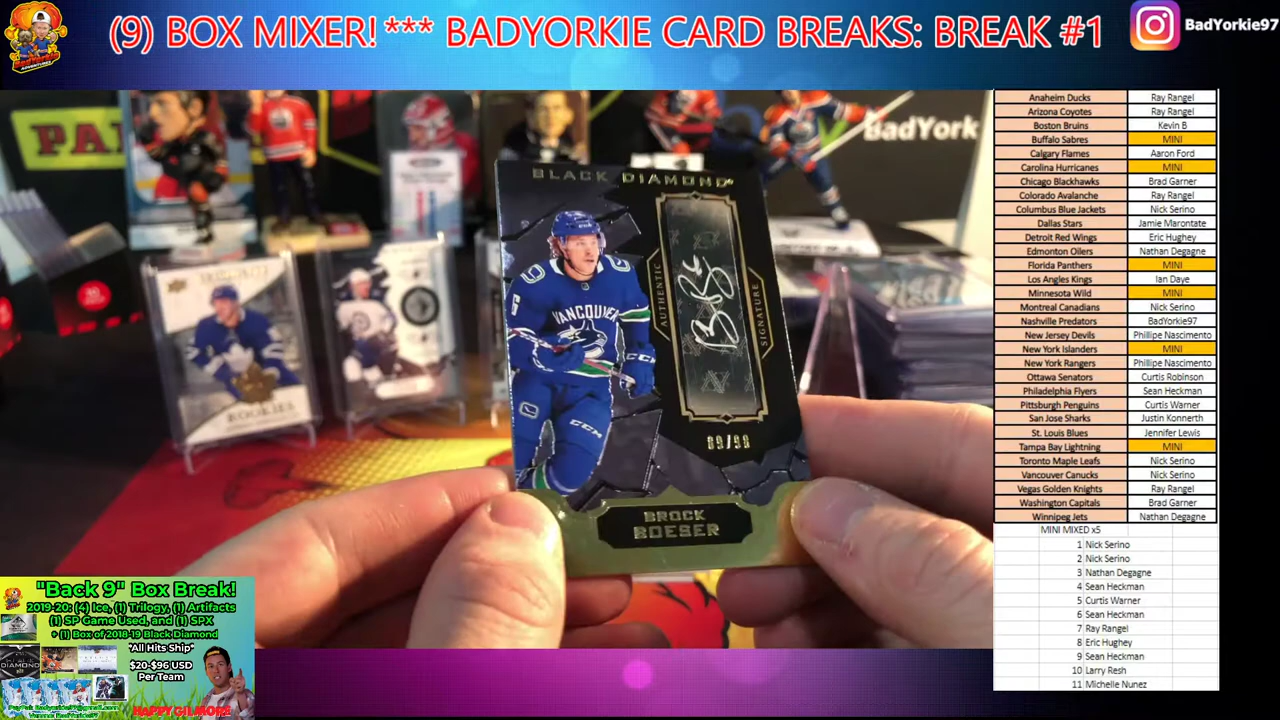 (9) BOX MIXER! *** BADYORKIE CARD BREAKS: BREAK #1
BadYorkie97
BadYork
BLACK DIAMOND
AUTHENTIC
SIGNATURE
VANCOUVER
CCM
CCM
89/99
BROCK
BOESER
ROOKIES
Anaheim Ducks Ray Rangel
Arizona Coyotes Ray Rangel
Boston Bruins Kevin B
Buffalo Sabres MINI
Calgary Flames Aaron Ford
Carolina Hurricanes MINI
Chicago Blackhawks Brad Garner
Colorado Avalanche Ray Rangel
Columbus Blue Jackets Nick Serino
Dallas Stars Jamie Marontate
Detroit Red Wings Eric Hughey
Edmonton Oilers Nathan Degagne
Florida Panthers MINI
Los Angles Kings Ian Daye
Minnesota Wild MINI
Montreal Canadians Nick Serino
Nashville Predators BadYorkie97
New Jersey Devils Phillipe Nascimento
New York Islanders MINI
New York Rangers Phillipe Nascimento
Ottawa Senators Curtis Robinson
Philadelphia Flyers Sean Heckman
Pittsburgh Penguins Curtis Warner
San Jose Sharks Justin Konnerth
St. Louis Blues Jennifer Lewis
Tampa Bay Lightning MINI
Toronto Maple Leafs Nick Serino
Vancouver Canucks Nick Serino
Vegas Golden Knights Ray Rangel
Washington Capitals Brad Garner
Winnipeg Jets Nathan Degagne
MINI MIXED x5
1 Nick Serino
2 Nick Serino
3 Nathan Degagne
4 Sean Heckman
5 Curtis Warner
6 Sean Heckman
7 Ray Rangel
8 Eric Hughey
9 Sean Heckman
10 Larry Resh
11 Michelle Nunez
"Back 9" Box Break!
2019-20: (4) Ice, (1) Trilogy, (1) Artifacts
(1) SP Game Used, and (1) SPX
+ (1) Box of 2018-19 Black Diamond
*All Hits Ship*
$20-$96 USD
Per Team
HAPPY GILMORE